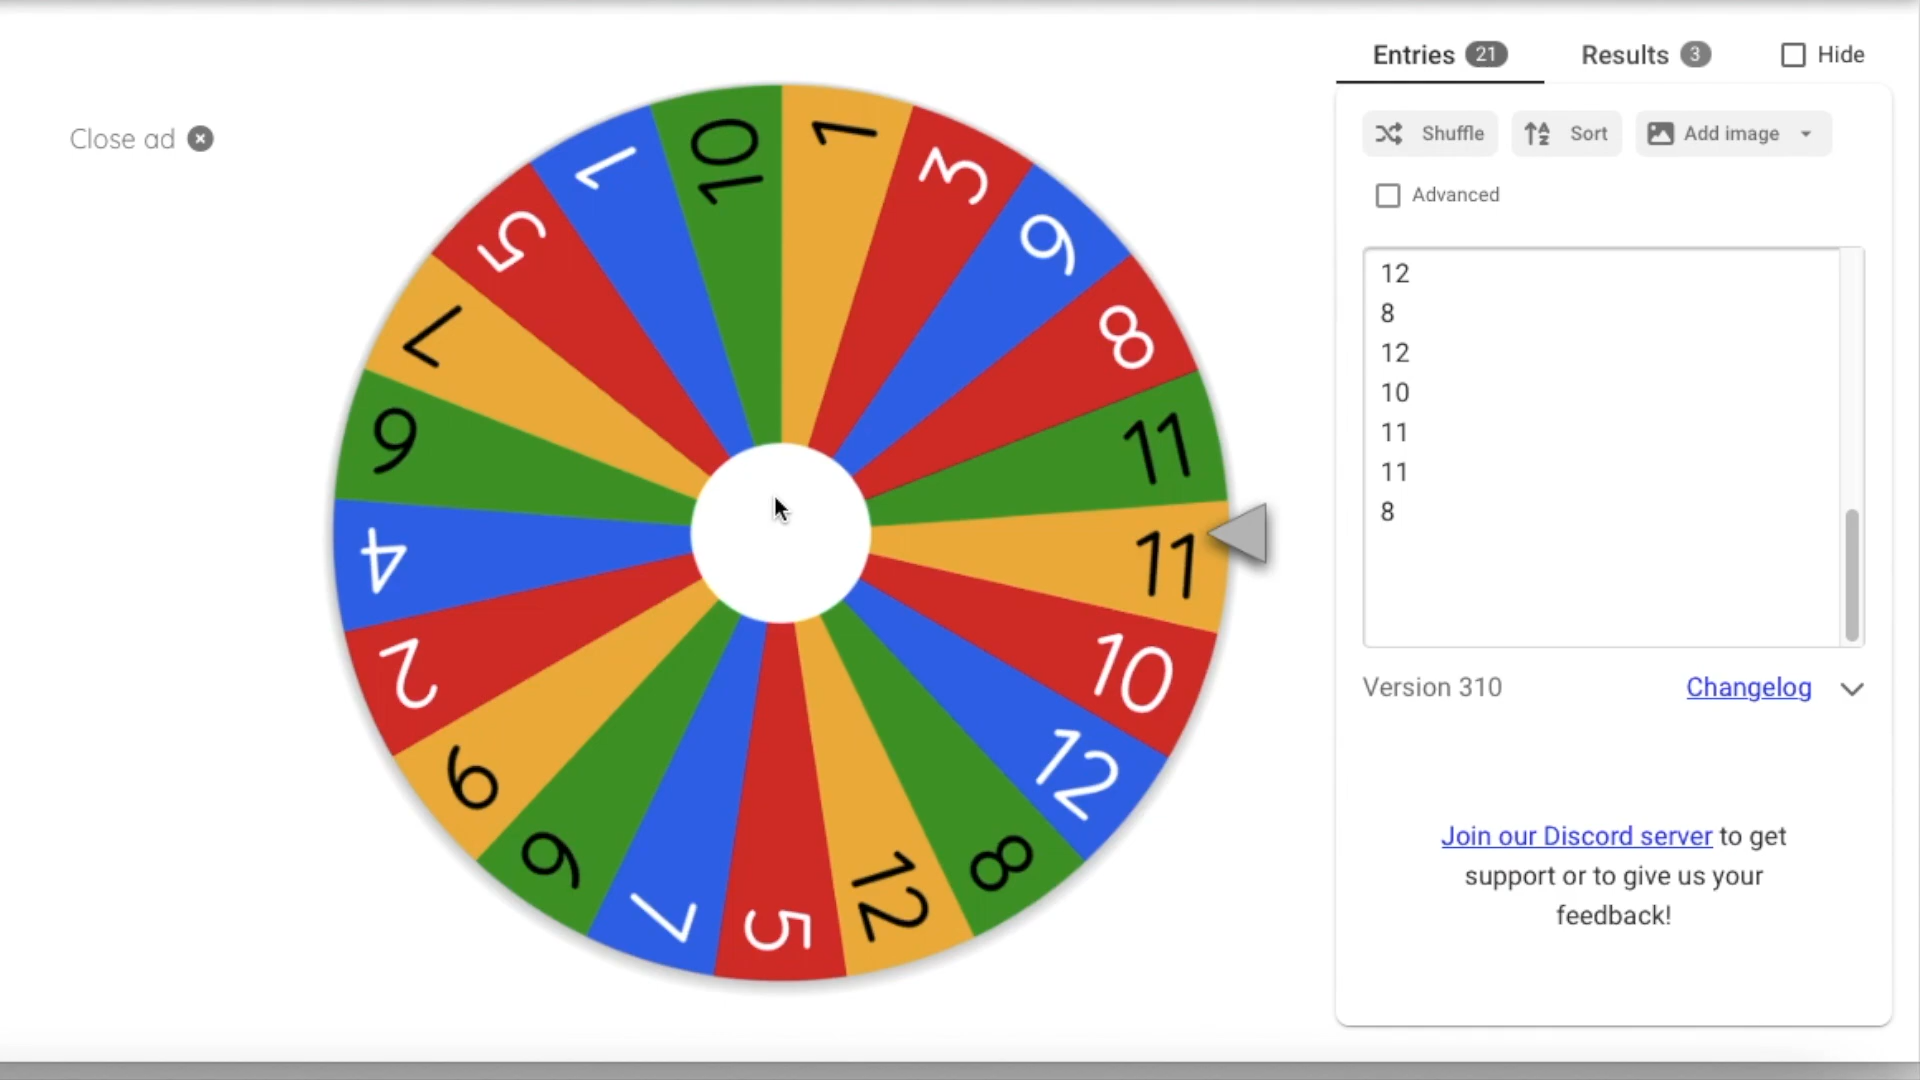 Close ad
10
1
1
3
5
9
7
8
6
11
4
11
2
10
9
12
6
8
7
5
12
Entries 21
Results 3
Hide
Shuffle
Sort
Add image
Advanced
12
8
12
10
11
11
8
Version 310
Changelog
Join our Discord server to get
support or to give us your
feedback!